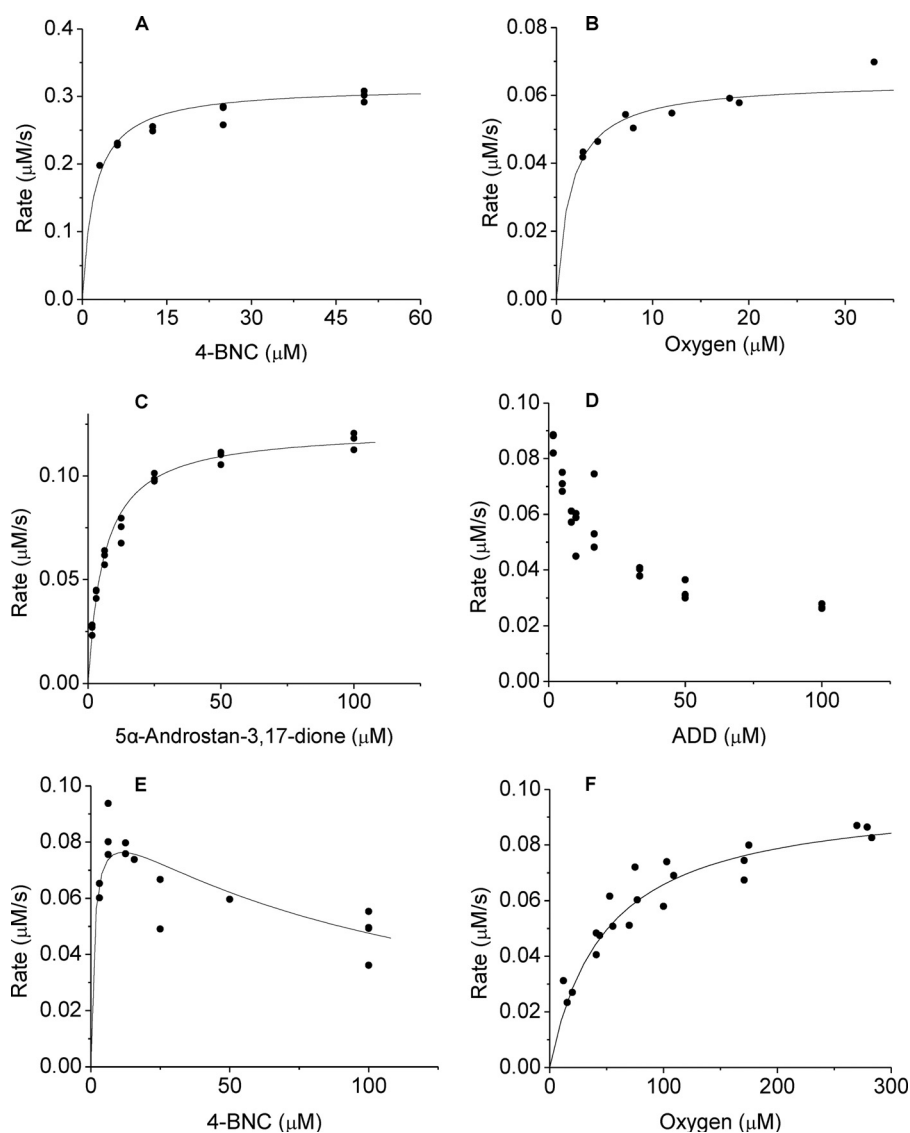 A
B
0.4
0.3
0.2
0.1
0.0
Rate (μM/s)
0 15 30 45 60
4-BNC (μM)
0.08
0.06
0.04
0.02
0.00
Rate (μM/s)
0 10 20 30
Oxygen (μM)
C
D
0.10
0.05
0.00
Rate (μM/s)
0 50 100
5α-Androstan-3,17-dione (μM)
0.10
0.08
0.06
0.04
0.02
0.00
Rate (μM/s)
0 50 100
ADD (μM)
E
F
0.10
0.08
0.06
0.04
0.02
0.00
Rate (μM/s)
0 50 100
4-BNC (μM)
0.10
0.08
0.06
0.04
0.02
0.00
Rate (μM/s)
0 100 200 300
Oxygen (μM)